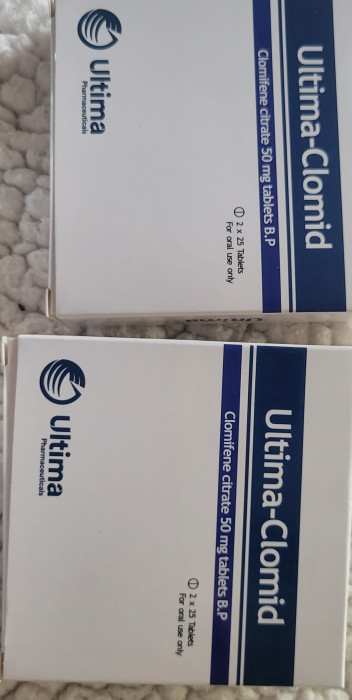 Ultima-Clomid
Clomifene citrate 50 mg tablets B.P
2 x 25 Tablets
For oral use only
Ultima
Pharmaceuticals
Ultima
Ultima-Clomid
Clomifene citrate 50 mg tablets B.P
2 x 25 Tablets
For oral use only
Ultima
Pharmaceuticals